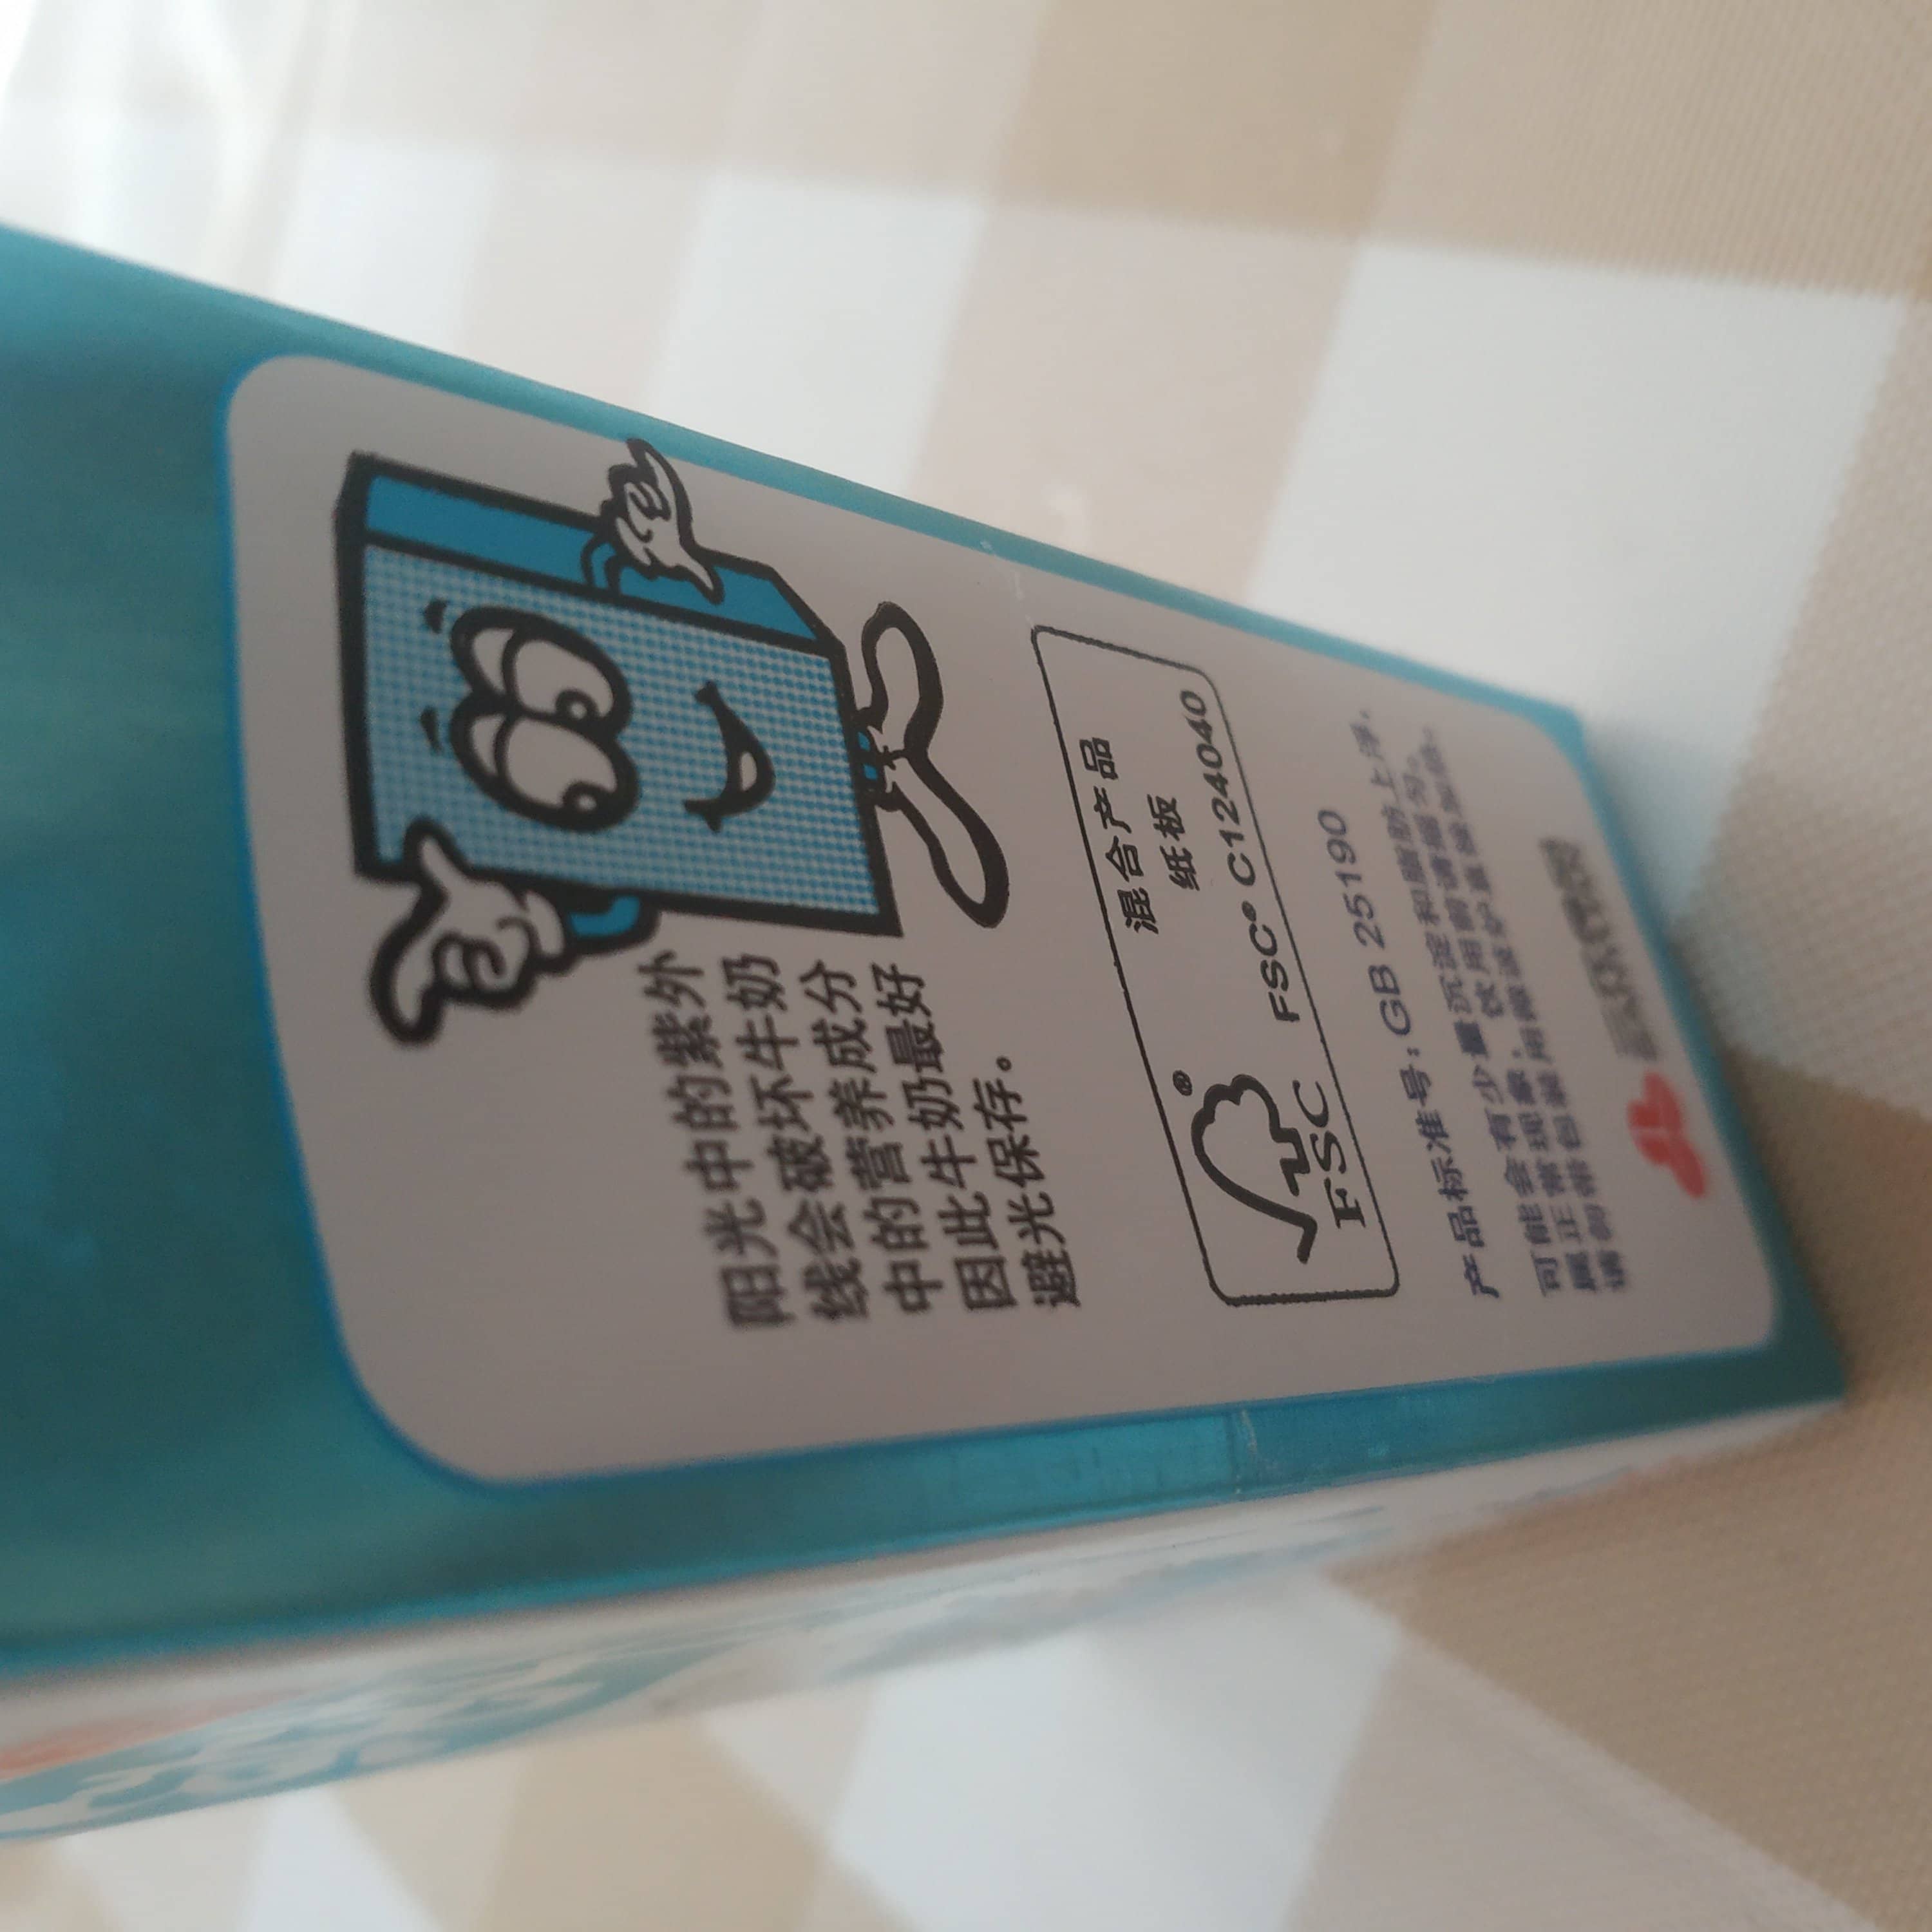 阳光中的紫外
线会破坏牛奶
中的营养成分
因此牛奶最好
避光保存。
混合产品
纸板
FSC® C124040
®
FSC
产品标准号：GB 25190
可能会有少量沉淀和脂肪上浮，
属正常现象，饮用前请摇匀。
请勿带包装用微波炉直接加热。